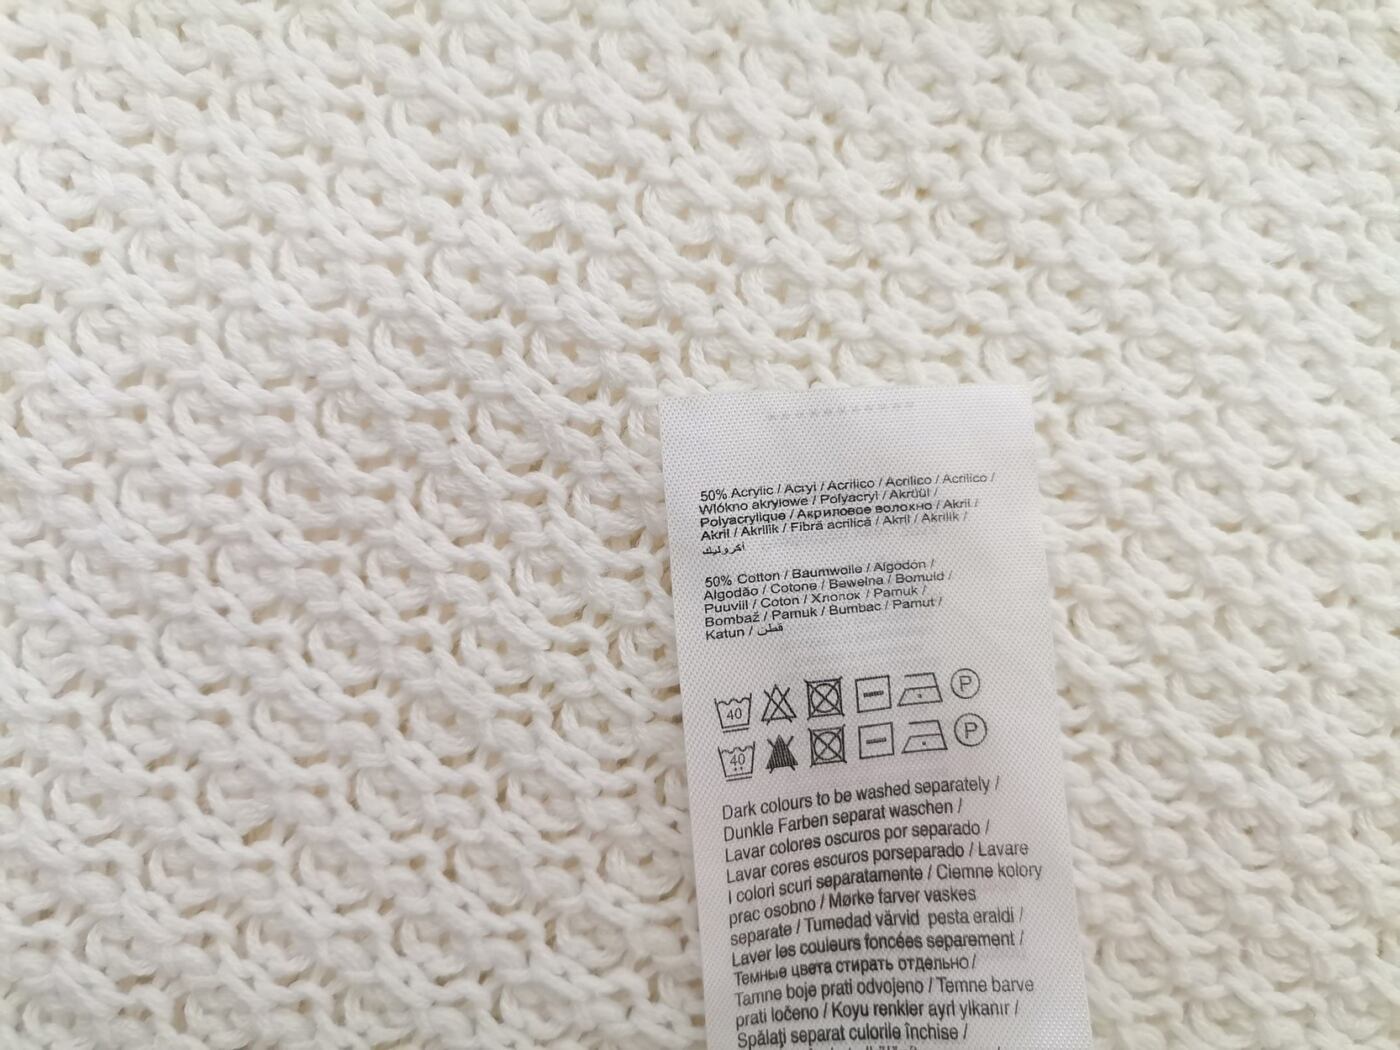 50% Acrylic / Acryl / Acrílico / Acrílico / Acrilico /
Włókno akrylowe / Polyacryl / Akrüül /
Polyacrylique / Акриловое волокно / Akril /
Akril / Akrilik / Fibră acrilică / Akril / Akrilik /
أكروليك
50% Cotton / Baumwolle / Algodón /
Algodão / Cotone / Bawełna / Bomuld /
Puuvill / Coton / Хлопок / Pamuk /
Bombaž / Pamuk / Bumbac / Pamut /
Katun / قطن
40 P
40 P
Dark colours to be washed separately /
Dunkle Farben separat waschen /
Lavar colores oscuros por separado /
Lavar cores escuros porseparado / Lavare
I colori scuri separatamente / Ciemne kolory
prac osobno / Mørke farver vaskes
separate / Tumedad värvid pesta eraldi /
Laver les couleurs foncées separement /
Темные цвета стирать отдельно /
Tamne boje prati odvojeno / Temne barve
prati ločeno / Koyu renkler ayrl ylkanır /
Spălați separat culorile închise /